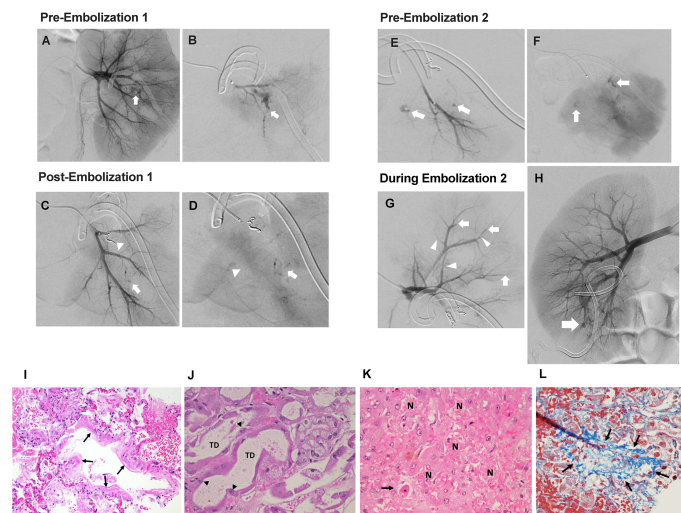 Pre-Embolization 1
A
B
Pre-Embolization 2
E
F
Post-Embolization 1
C
D
During Embolization 2
G
H
I
J
TD
TD
K
N
N
N
N
N
L